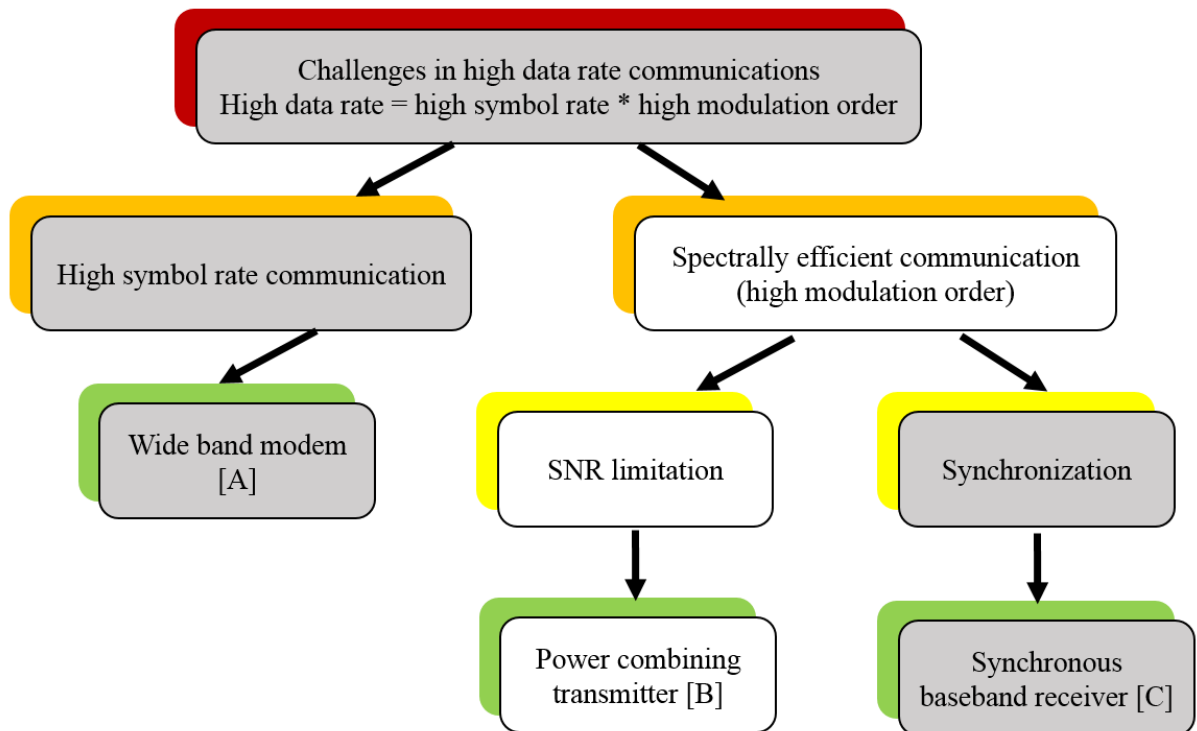 Challenges in high data rate communications
High data rate = high symbol rate * high modulation order
High symbol rate communication
Spectrally efficient communication
(high modulation order)
Wide band modem
[A]
SNR limitation
Synchronization
Power combining
transmitter [B]
Synchronous
baseband receiver [C]